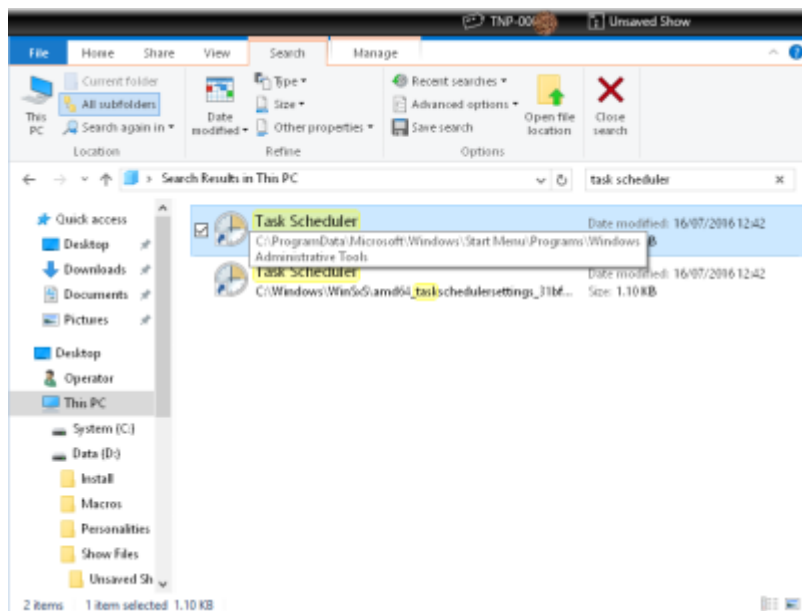 Unsaved Show
File Home Share View Search Manage
This PC
Current folder
All subfolders
Search again in
Location
Date modified
Type
Size
Other properties
Refine
Recent searches
Advanced options
Save search
Options
Open file location
Close search
Search Results in This PC
task scheduler
Quick access
Desktop
Downloads
Documents
Pictures
Desktop
Operator
This PC
System (C:)
Data (D:)
Install
Macros
Personalities
Show Files
Unsaved Sh
Task Scheduler
Date modified: 16/07/2016 12:42
C:\ProgramData\Microsoft\Windows\Start Menu\Programs\Windows
Administrative Tools
Task Scheduler
Date modified: 16/07/2016 12:42
C:\Windows\WinSxS\amd64_taskschedulersettings_31bf...
Size: 1.10 KB
2 items 1 item selected 1.10 KB